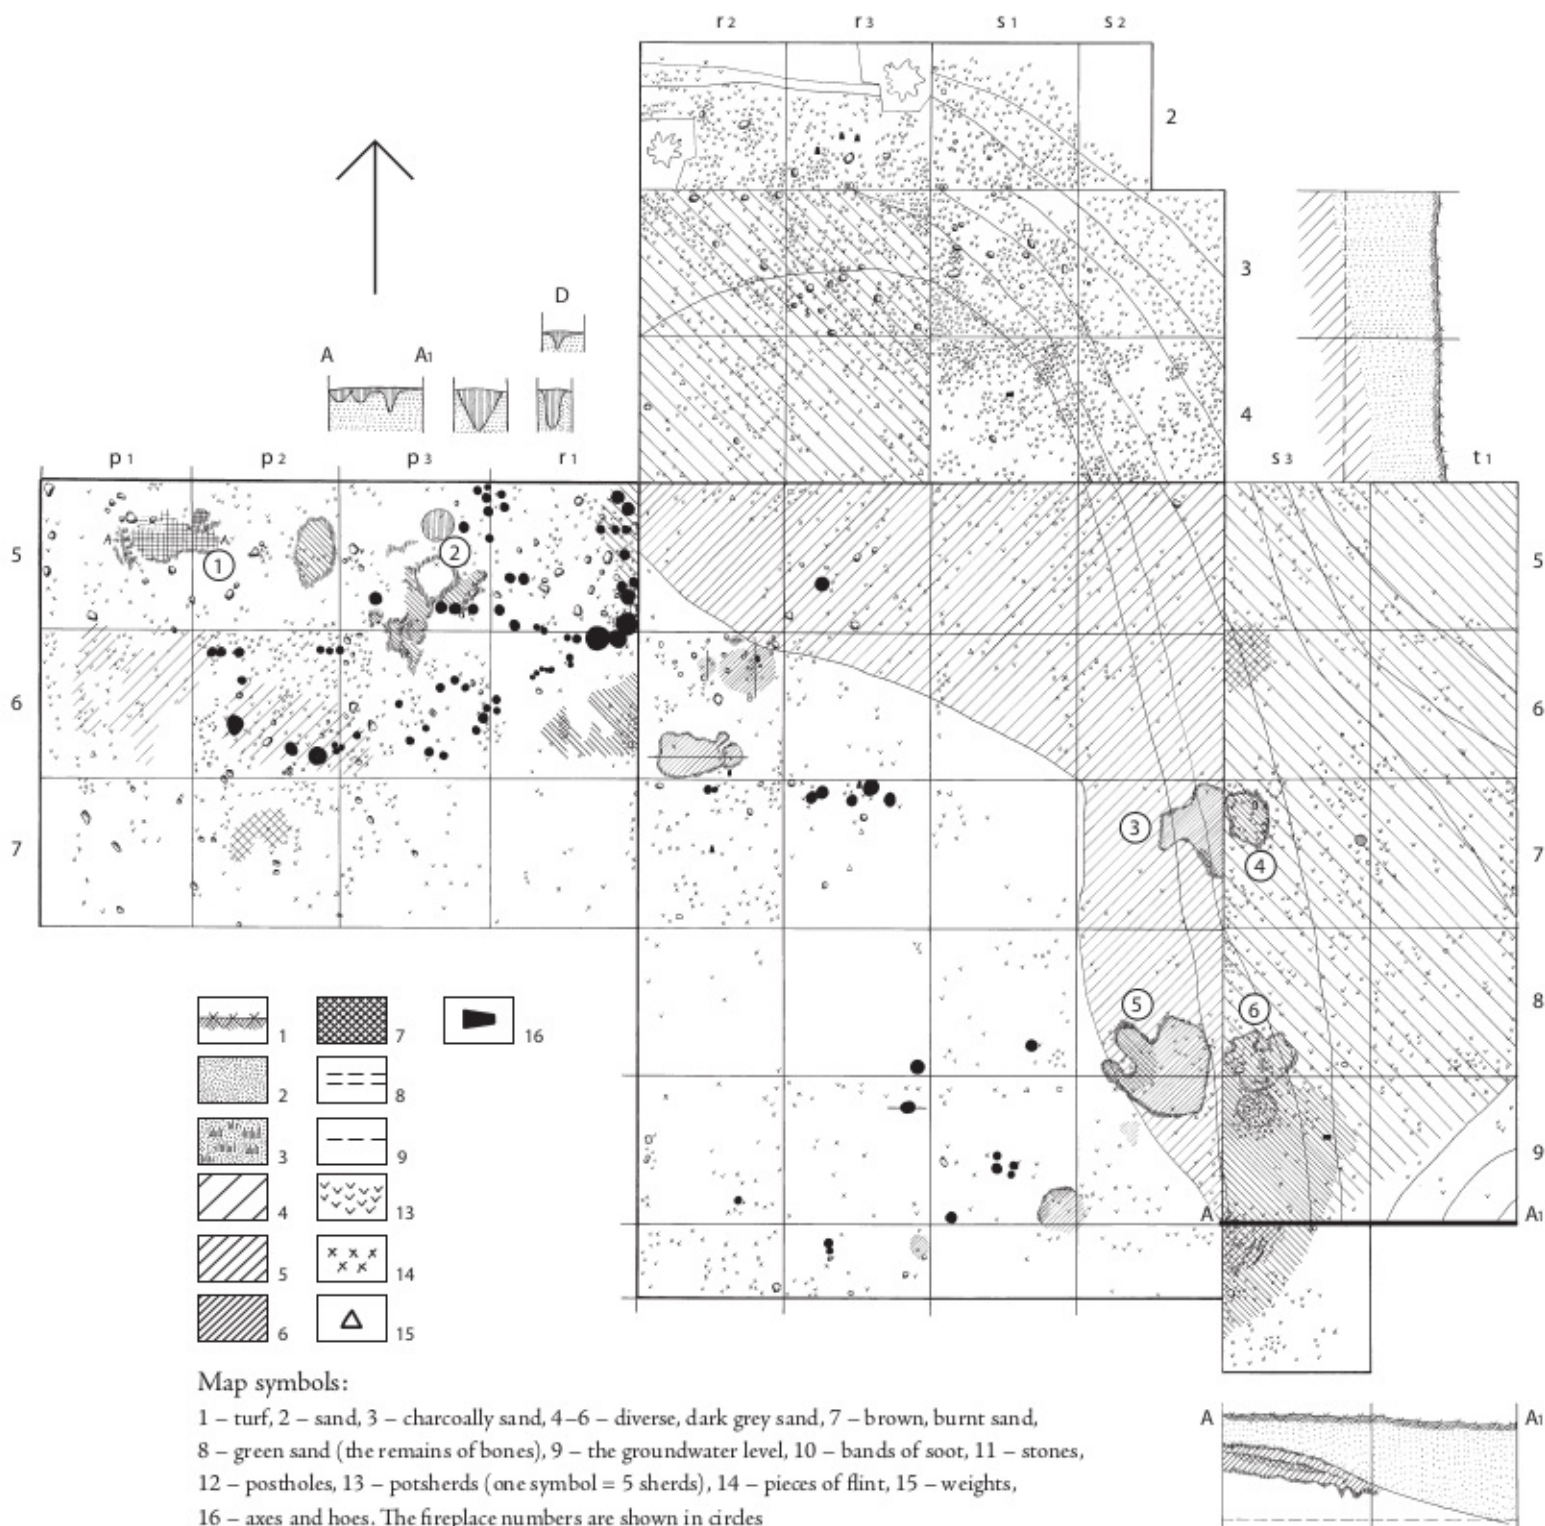 r 2 r 3 s 1 s 2
2
3
D
A A1
4
p 1 p 2 p 3 r 1 s 3 t 1
5 A A 1 2 5
6 6
7 3 4 7
5 6 8
9
A A1
1 7 16
2 8
3 9
4 13
5 14
6 15
Map symbols:
1 – turf, 2 – sand, 3 – charcoally sand, 4–6 – diverse, dark grey sand, 7 – brown, burnt sand,
8 – green sand (the remains of bones), 9 – the groundwater level, 10 – bands of soot, 11 – stones,
12 – postholes, 13 – potsherds (one symbol = 5 sherds), 14 – pieces of flint, 15 – weights,
16 – axes and hoes. The fireplace numbers are shown in circles
A A1